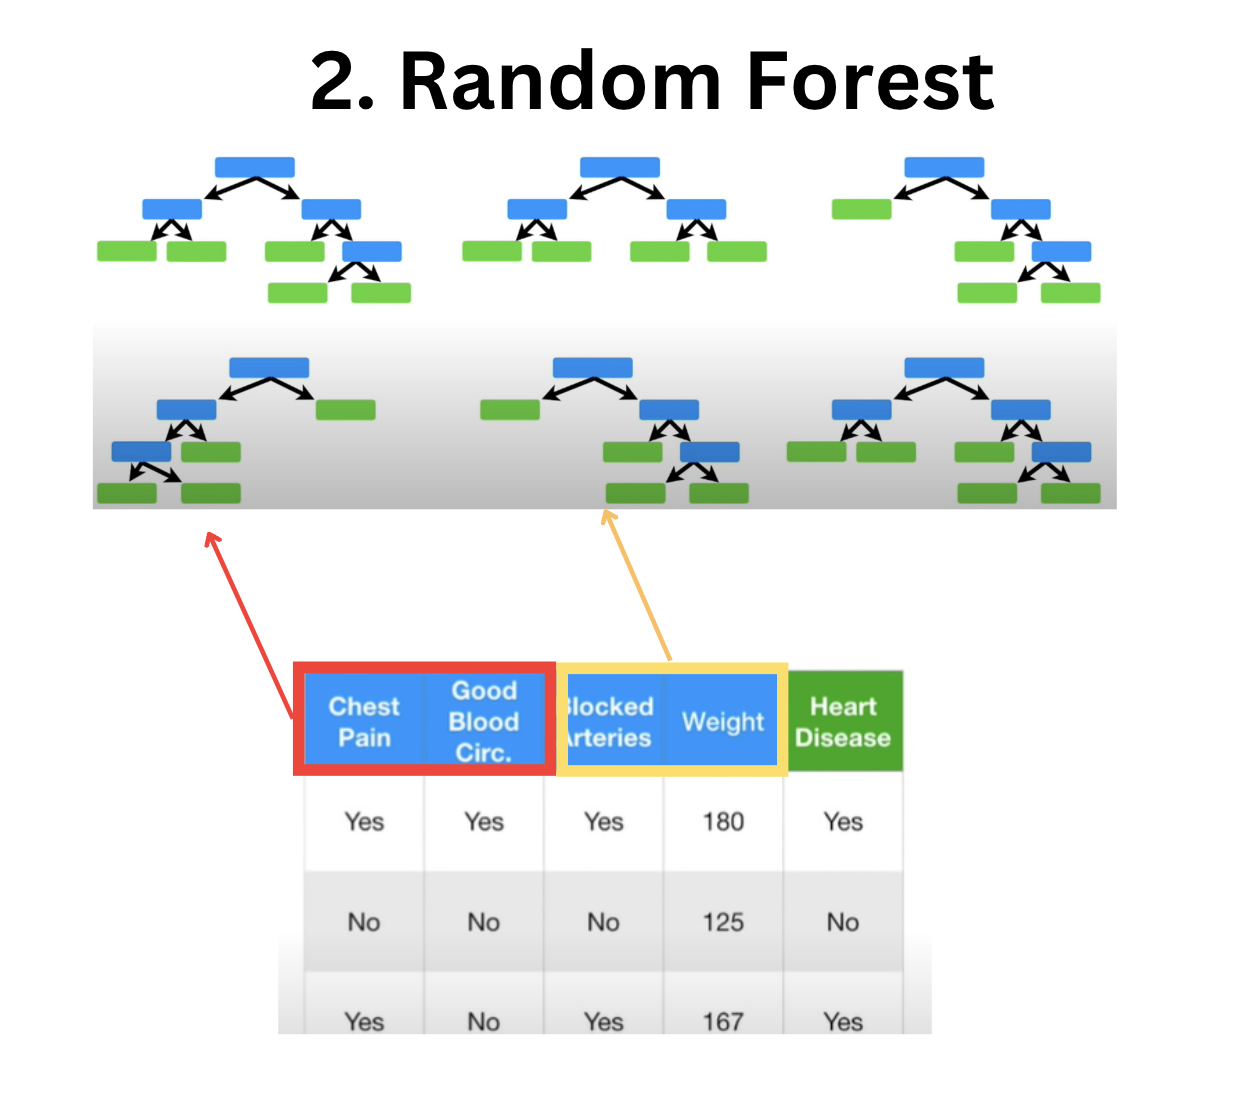 2. Random Forest
Chest Pain
Good Blood Circ.
Blocked Arteries
Weight
Heart Disease
Yes Yes Yes 180 Yes
No No No 125 No
Yes No Yes 167 Yes